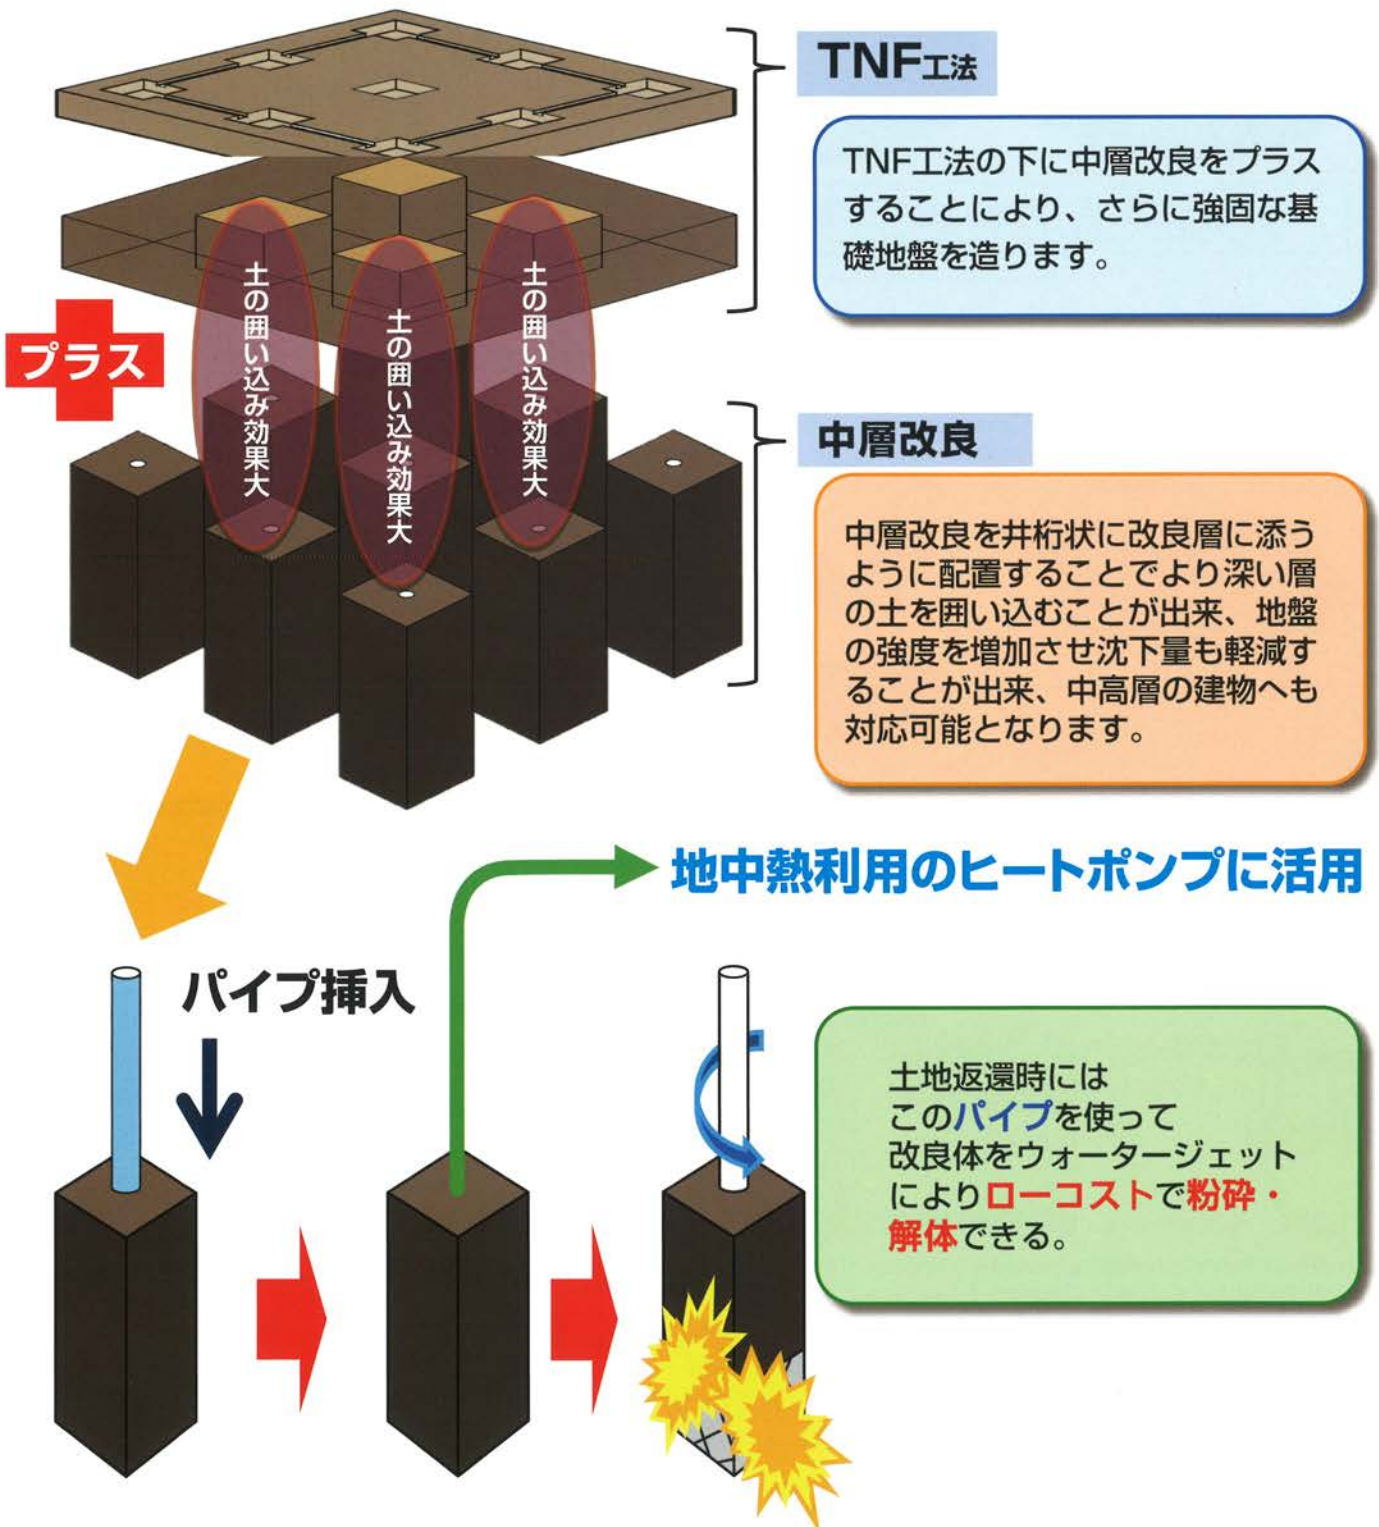 TNF工法
TNF工法の下に中層改良をプラス
することにより、さらに強固な基
礎地盤を造ります。
土の囲い込み効果大
土の囲い込み効果大
土の囲い込み効果大
プラス
中層改良
中層改良を井桁状に改良層に添う
ように配置することでより深い層
の土を囲い込むことが出来、地盤
の強度を増加させ沈下量も軽減す
ることが出来、中高層の建物へも
対応可能となります。
地中熱利用のヒートポンプに活用
パイプ挿入
土地返還時には
このパイプを使って
改良体をウォータージェット
によりローコストで粉砕・
解体できる。